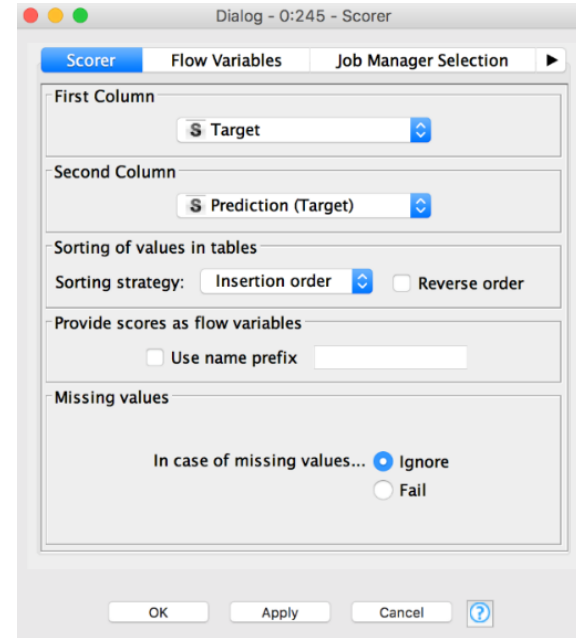 Dialog - 0:245 - Scorer
Scorer Flow Variables Job Manager Selection
First Column
S Target
Second Column
S Prediction (Target)
Sorting of values in tables
Sorting strategy: Insertion order Reverse order
Provide scores as flow variables
Use name prefix
Missing values
In case of missing values... Ignore
Fail
OK Apply Cancel ?